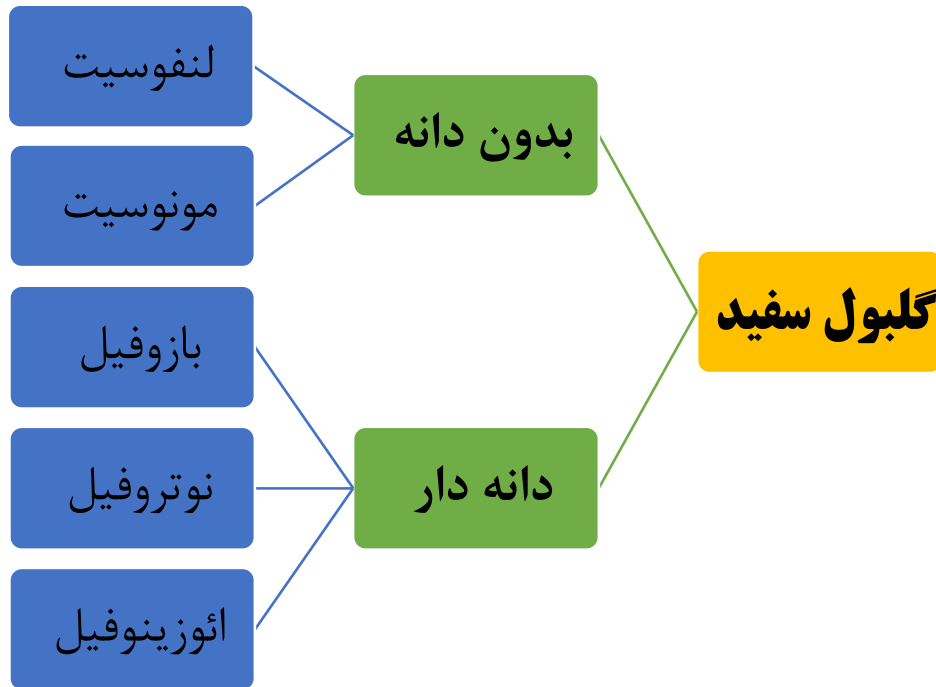 گلبول سفید
بدون دانه
لنفوسیت
مونوسیت
دانه دار
بازوفیل
نوتروفیل
ائوزینوفیل